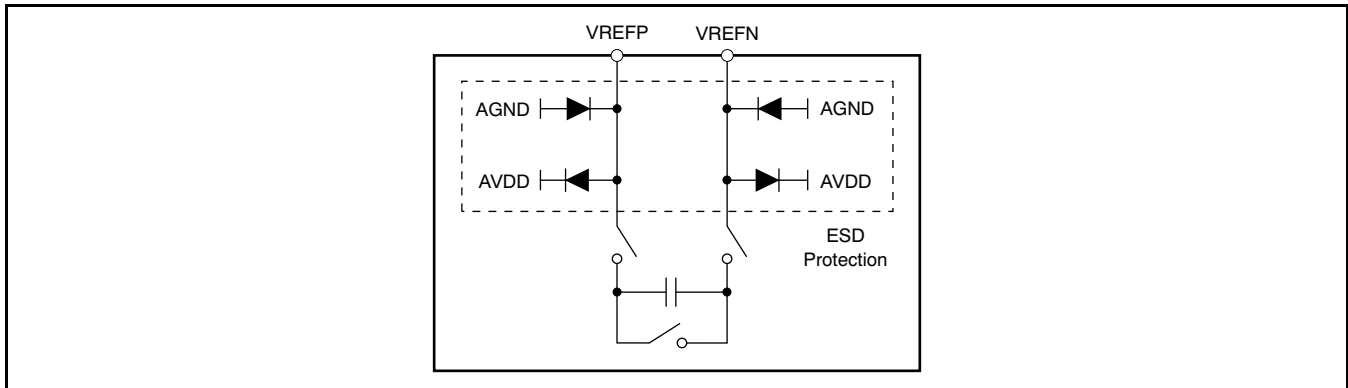 VREFP VREFN
AGND AGND
AVDD AVDD
ESD
Protection